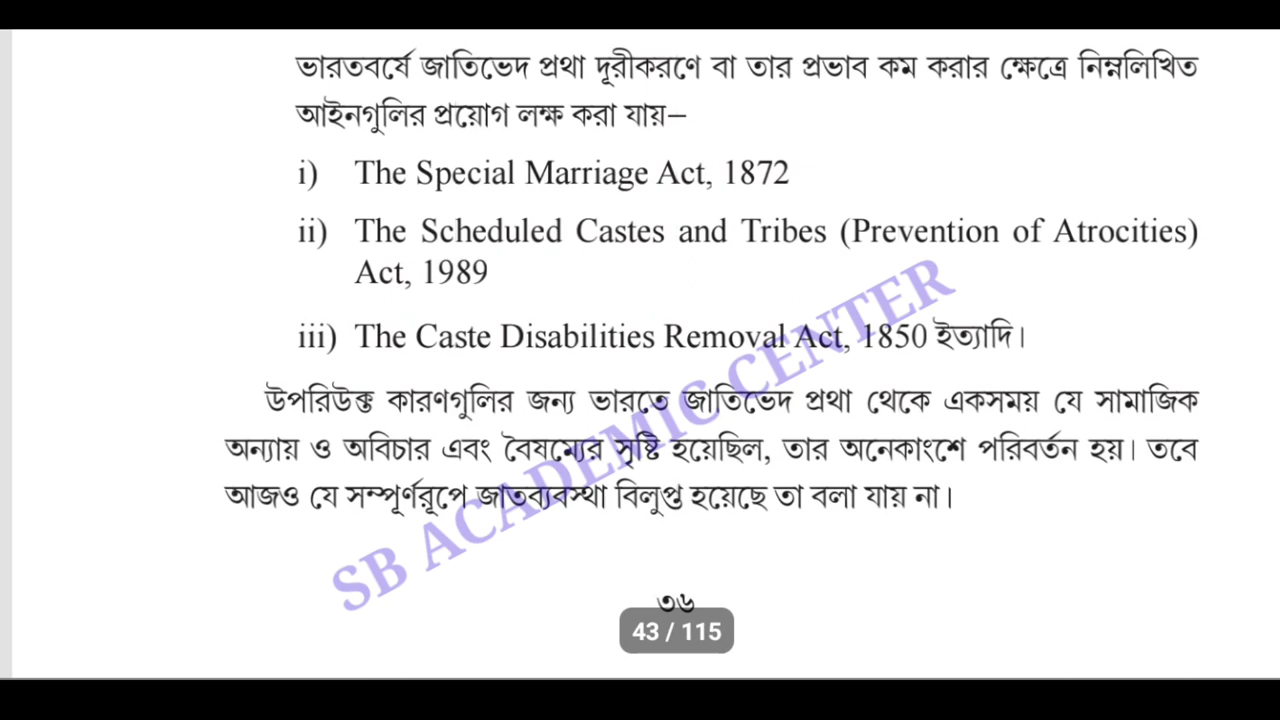 ভারতবর্ষে জাতিভেদ প্রথা দূরীকরণে বা তার প্রভাব কম করার ক্ষেত্রে নিম্নলিখিত
আইনগুলির প্রয়োগ লক্ষ করা যায়–
i) The Special Marriage Act, 1872
ii) The Scheduled Castes and Tribes (Prevention of Atrocities)
Act, 1989
iii) The Caste Disabilities Removal Act, 1850 ইত্যাদি।
উপরিউক্ত কারণগুলির জন্য ভারতে জাতিভেদ প্রথা থেকে একসময় যে সামাজিক
অন্যায় ও অবিচার এবং বৈষম্যের সৃষ্টি হয়েছিল, তার অনেকাংশে পরিবর্তন হয়। তবে
আজও যে সম্পূর্ণরূপে জাতব্যবস্থা বিলুপ্ত হয়েছে তা বলা যায় না।
SB ACADEMIC CENTER
৩৬
43 / 115